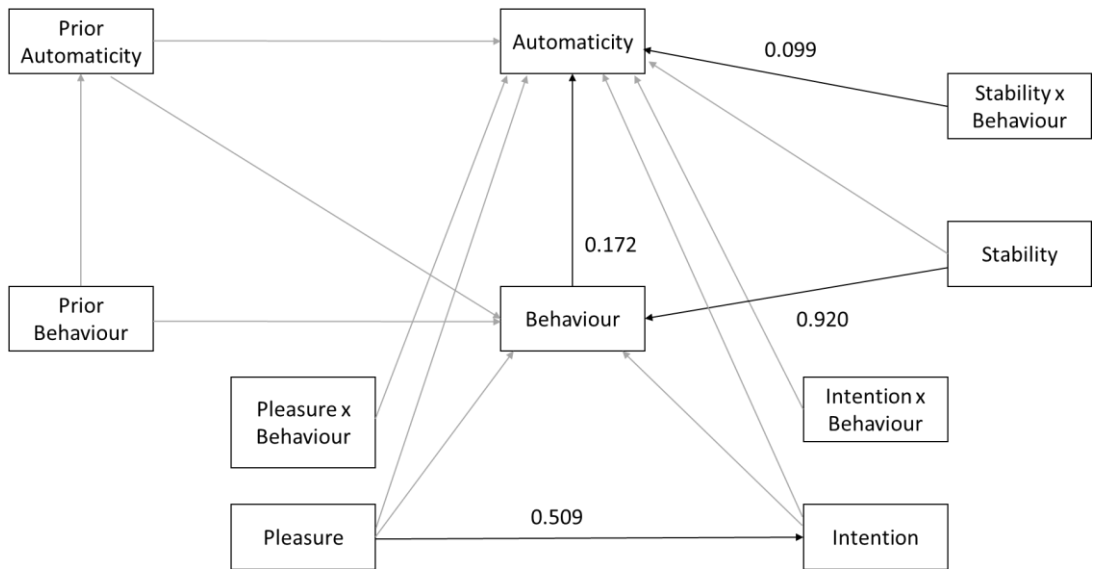 Prior
Automaticity
Automaticity
0.099
Stability x
Behaviour
0.172
Stability
Prior
Behaviour
Behaviour
0.920
Pleasure x
Behaviour
Intention x
Behaviour
Pleasure
0.509
Intention